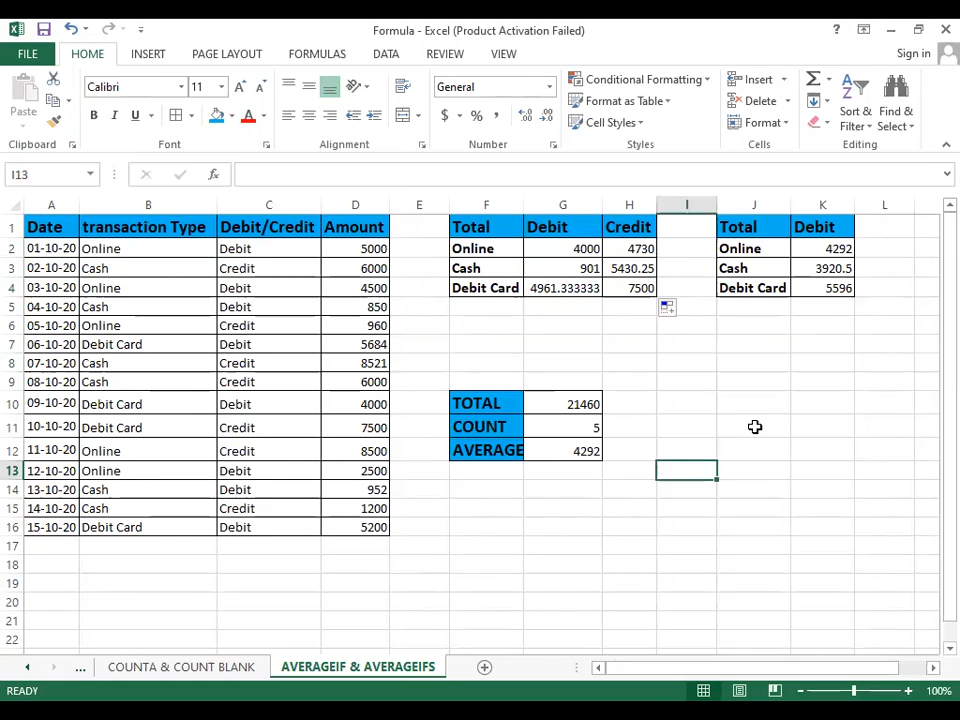 Formula - Excel (Product Activation Failed)
FILE HOME INSERT PAGE LAYOUT FORMULAS DATA REVIEW VIEW Sign in
Paste Calibri 11 General Conditional Formatting Insert
B I U $ % Format as Table Delete Sort & Find &
Cell Styles Format Filter Select
Clipboard Font Alignment Number Styles Cells Editing
I13 fx
A B C D E F G H I J K L
1 Date transaction Type Debit/Credit Amount Total Debit Credit Total Debit
2 01-10-20 Online Debit 5000 Online 4000 4730 Online 4292
3 02-10-20 Cash Credit 6000 Cash 901 5430.25 Cash 3920.5
4 03-10-20 Online Debit 4500 Debit Card 4961.333333 7500 Debit Card 5596
5 04-10-20 Cash Debit 850
6 05-10-20 Online Credit 960
7 06-10-20 Debit Card Debit 5684
8 07-10-20 Cash Credit 8521
9 08-10-20 Cash Credit 6000
10 09-10-20 Debit Card Debit 4000 TOTAL 21460
11 10-10-20 Debit Card Credit 7500 COUNT 5
12 11-10-20 Online Credit 8500 AVERAGE 4292
13 12-10-20 Online Debit 2500
14 13-10-20 Cash Debit 952
15 14-10-20 Cash Credit 1200
16 15-10-20 Debit Card Debit 5200
17
18
19
20
21
22
... COUNTA & COUNT BLANK AVERAGEIF & AVERAGEIFS
READY 100%